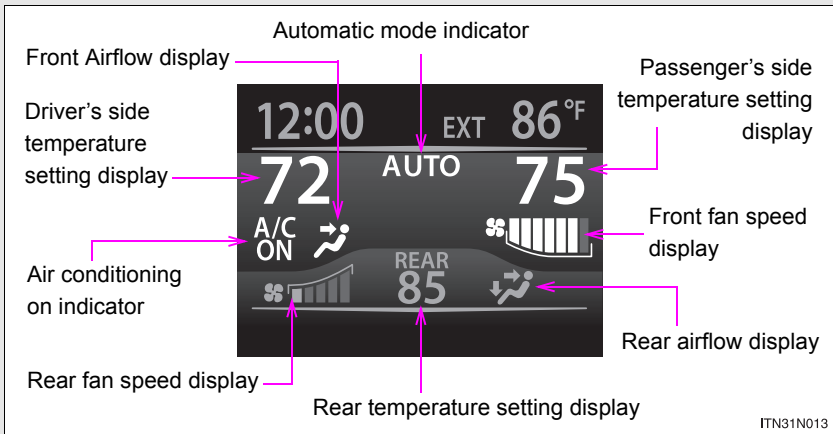 Automatic mode indicator
Front Airflow display
Passenger's side
temperature setting
display
Driver's side
temperature
setting display
12:00 EXT 86°F
72 AUTO 75
A/C
ON
Front fan speed
display
Air conditioning
on indicator
REAR
85
Rear airflow display
Rear fan speed display
Rear temperature setting display
ITN31N013